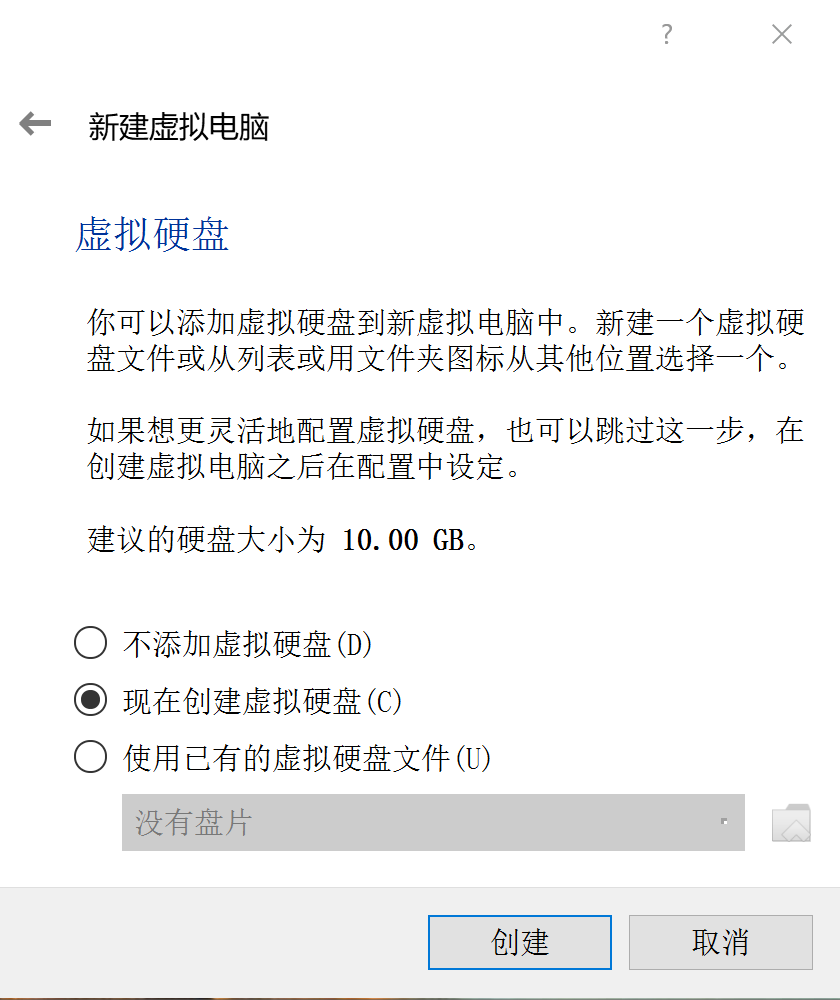 ?
新建虚拟电脑
虚拟硬盘
你可以添加虚拟硬盘到新虚拟电脑中。新建一个虚拟硬
盘文件或从列表或用文件夹图标从其他位置选择一个。
如果想更灵活地配置虚拟硬盘，也可以跳过这一步，在
创建虚拟电脑之后在配置中设定。
建议的硬盘大小为 10.00 GB。
不添加虚拟硬盘(D)
现在创建虚拟硬盘(C)
使用已有的虚拟硬盘文件(U)
没有盘片
创建
取消